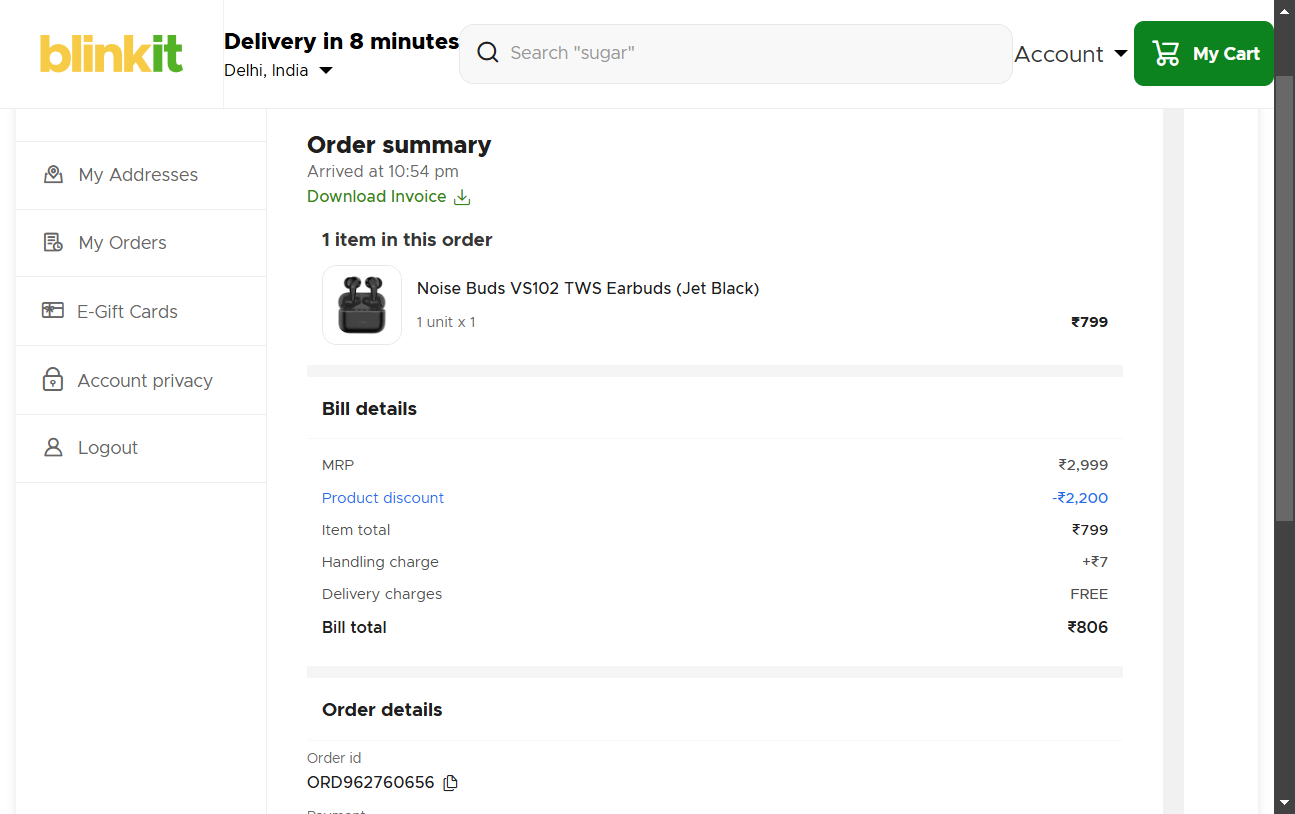 blinkit
Delivery in 8 minutes
Delhi, India
Search "sugar"
Account
My Cart
My Addresses
My Orders
E-Gift Cards
Account privacy
Logout
Order summary
Arrived at 10:54 pm
Download Invoice
1 item in this order
Noise Buds VS102 TWS Earbuds (Jet Black)
1 unit x 1
₹799
Bill details
MRP ₹2,999
Product discount -₹2,200
Item total ₹799
Handling charge +₹7
Delivery charges FREE
Bill total ₹806
Order details
Order id
ORD962760656
Payment